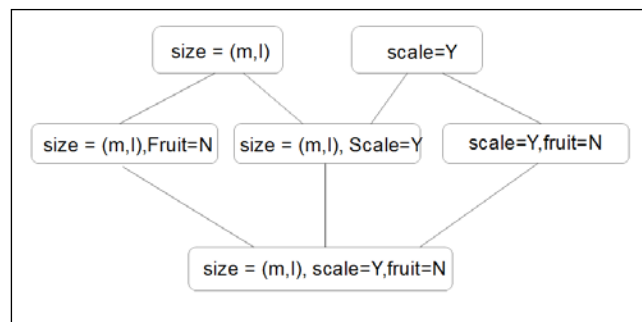 size = (m,l)
scale=Y
size = (m,l),Fruit=N
size = (m,l), Scale=Y
scale=Y,fruit=N
size = (m,l), scale=Y,fruit=N